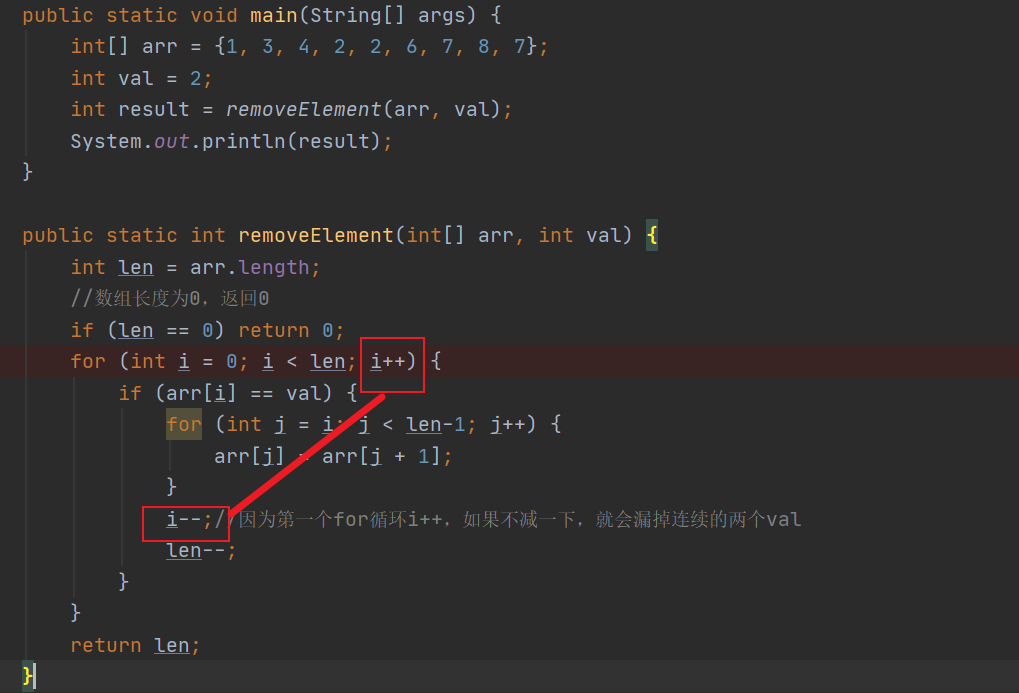 public static void main(String[] args) {
    int[] arr = {1, 3, 4, 2, 2, 6, 7, 8, 7};
    int val = 2;
    int result = removeElement(arr, val);
    System.out.println(result);
}
public static int removeElement(int[] arr, int val) {
    int len = arr.length;
    //数组长度为0，返回0
    if (len == 0) return 0;
    for (int i = 0; i < len; i++) {
        if (arr[i] == val) {
            for (int j = i; j < len-1; j++) {
                arr[j] = arr[j + 1];
            }
            i--;//因为第一个for循环i++，如果不减一下，就会漏掉连续的两个val
            len--;
        }
    }
    return len;
}